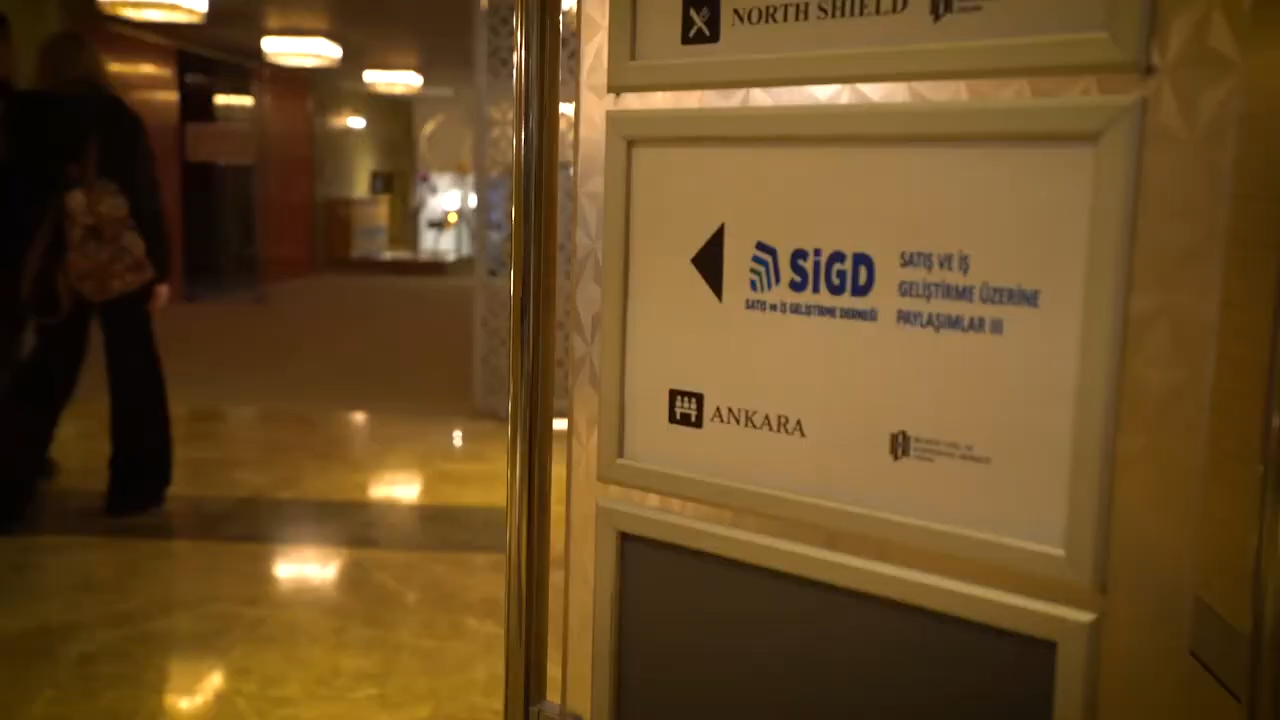 NORTH SHIELD
SiGD
SATIŞ ve İŞ GELİŞTİRME DERNEĞİ
SATIŞ VE İŞ
GELİŞTİRME ÜZERİNE
PAYLAŞIMLAR III
ANKARA